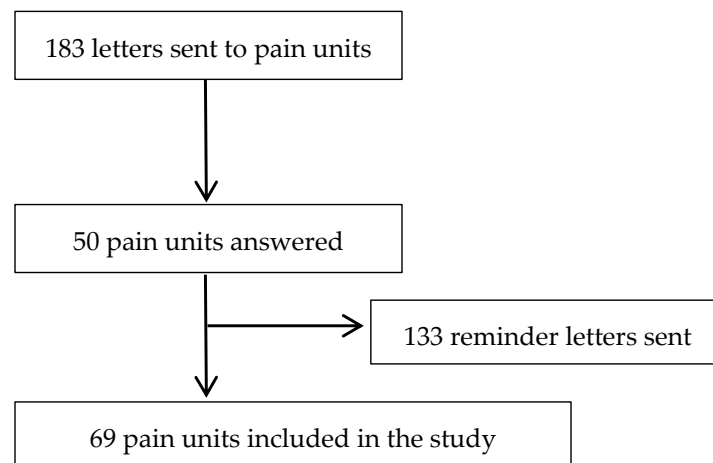 183 letters sent to pain units
50 pain units answered
133 reminder letters sent
69 pain units included in the study